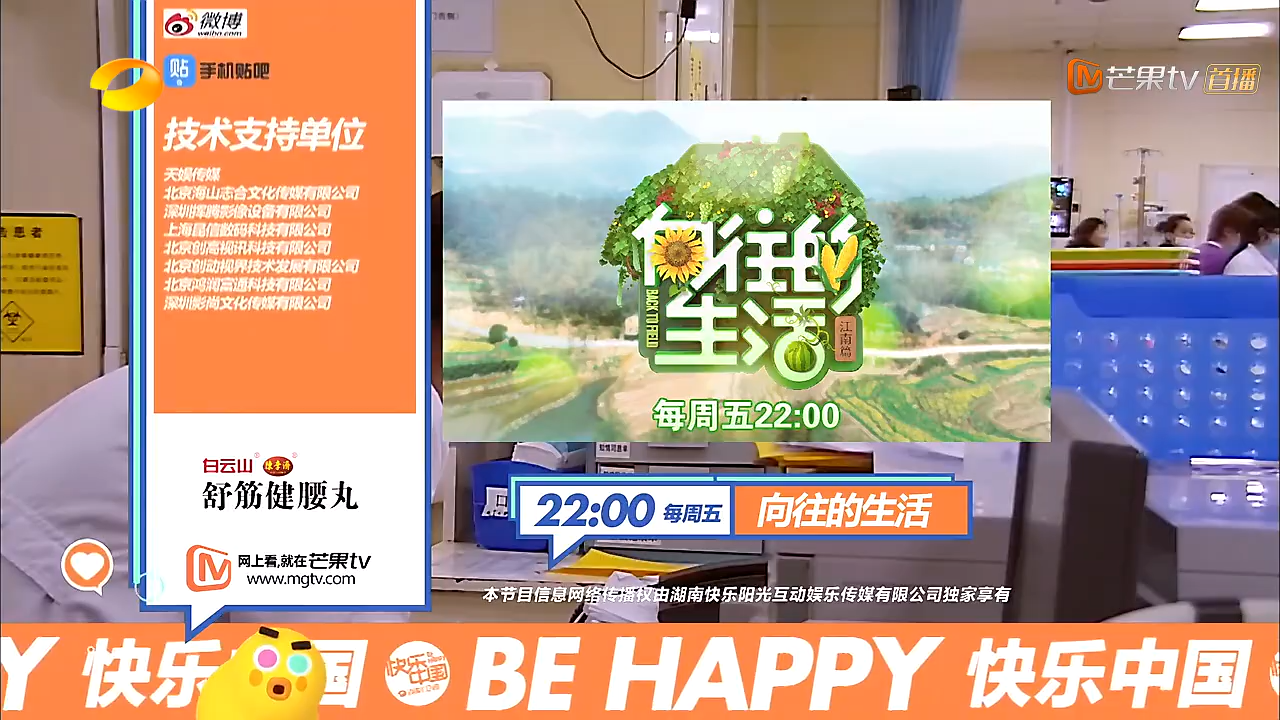 微博
weibo.com
贴
手机贴吧
芒果tv 首播
技术支持单位
天娱传媒
北京海山志合文化传媒有限公司
深圳辉腾影像设备有限公司
上海昌信数码科技有限公司
北京创高视讯科技有限公司
北京创动视界技术发展有限公司
北京鸿润富通科技有限公司
深圳影尚文化传媒有限公司
告患者
向往的生活
BACK TO FIELD
江南篇
每周五22:00
白云山 陈李济
舒筋健腰丸
22:00 每周五 向往的生活
网上看,就在芒果tv
www.mgtv.com
本节目信息网络传播权由湖南快乐阳光互动娱乐传媒有限公司独家享有
Y 快乐 国 快乐中国 BE HAPPY 快乐中国